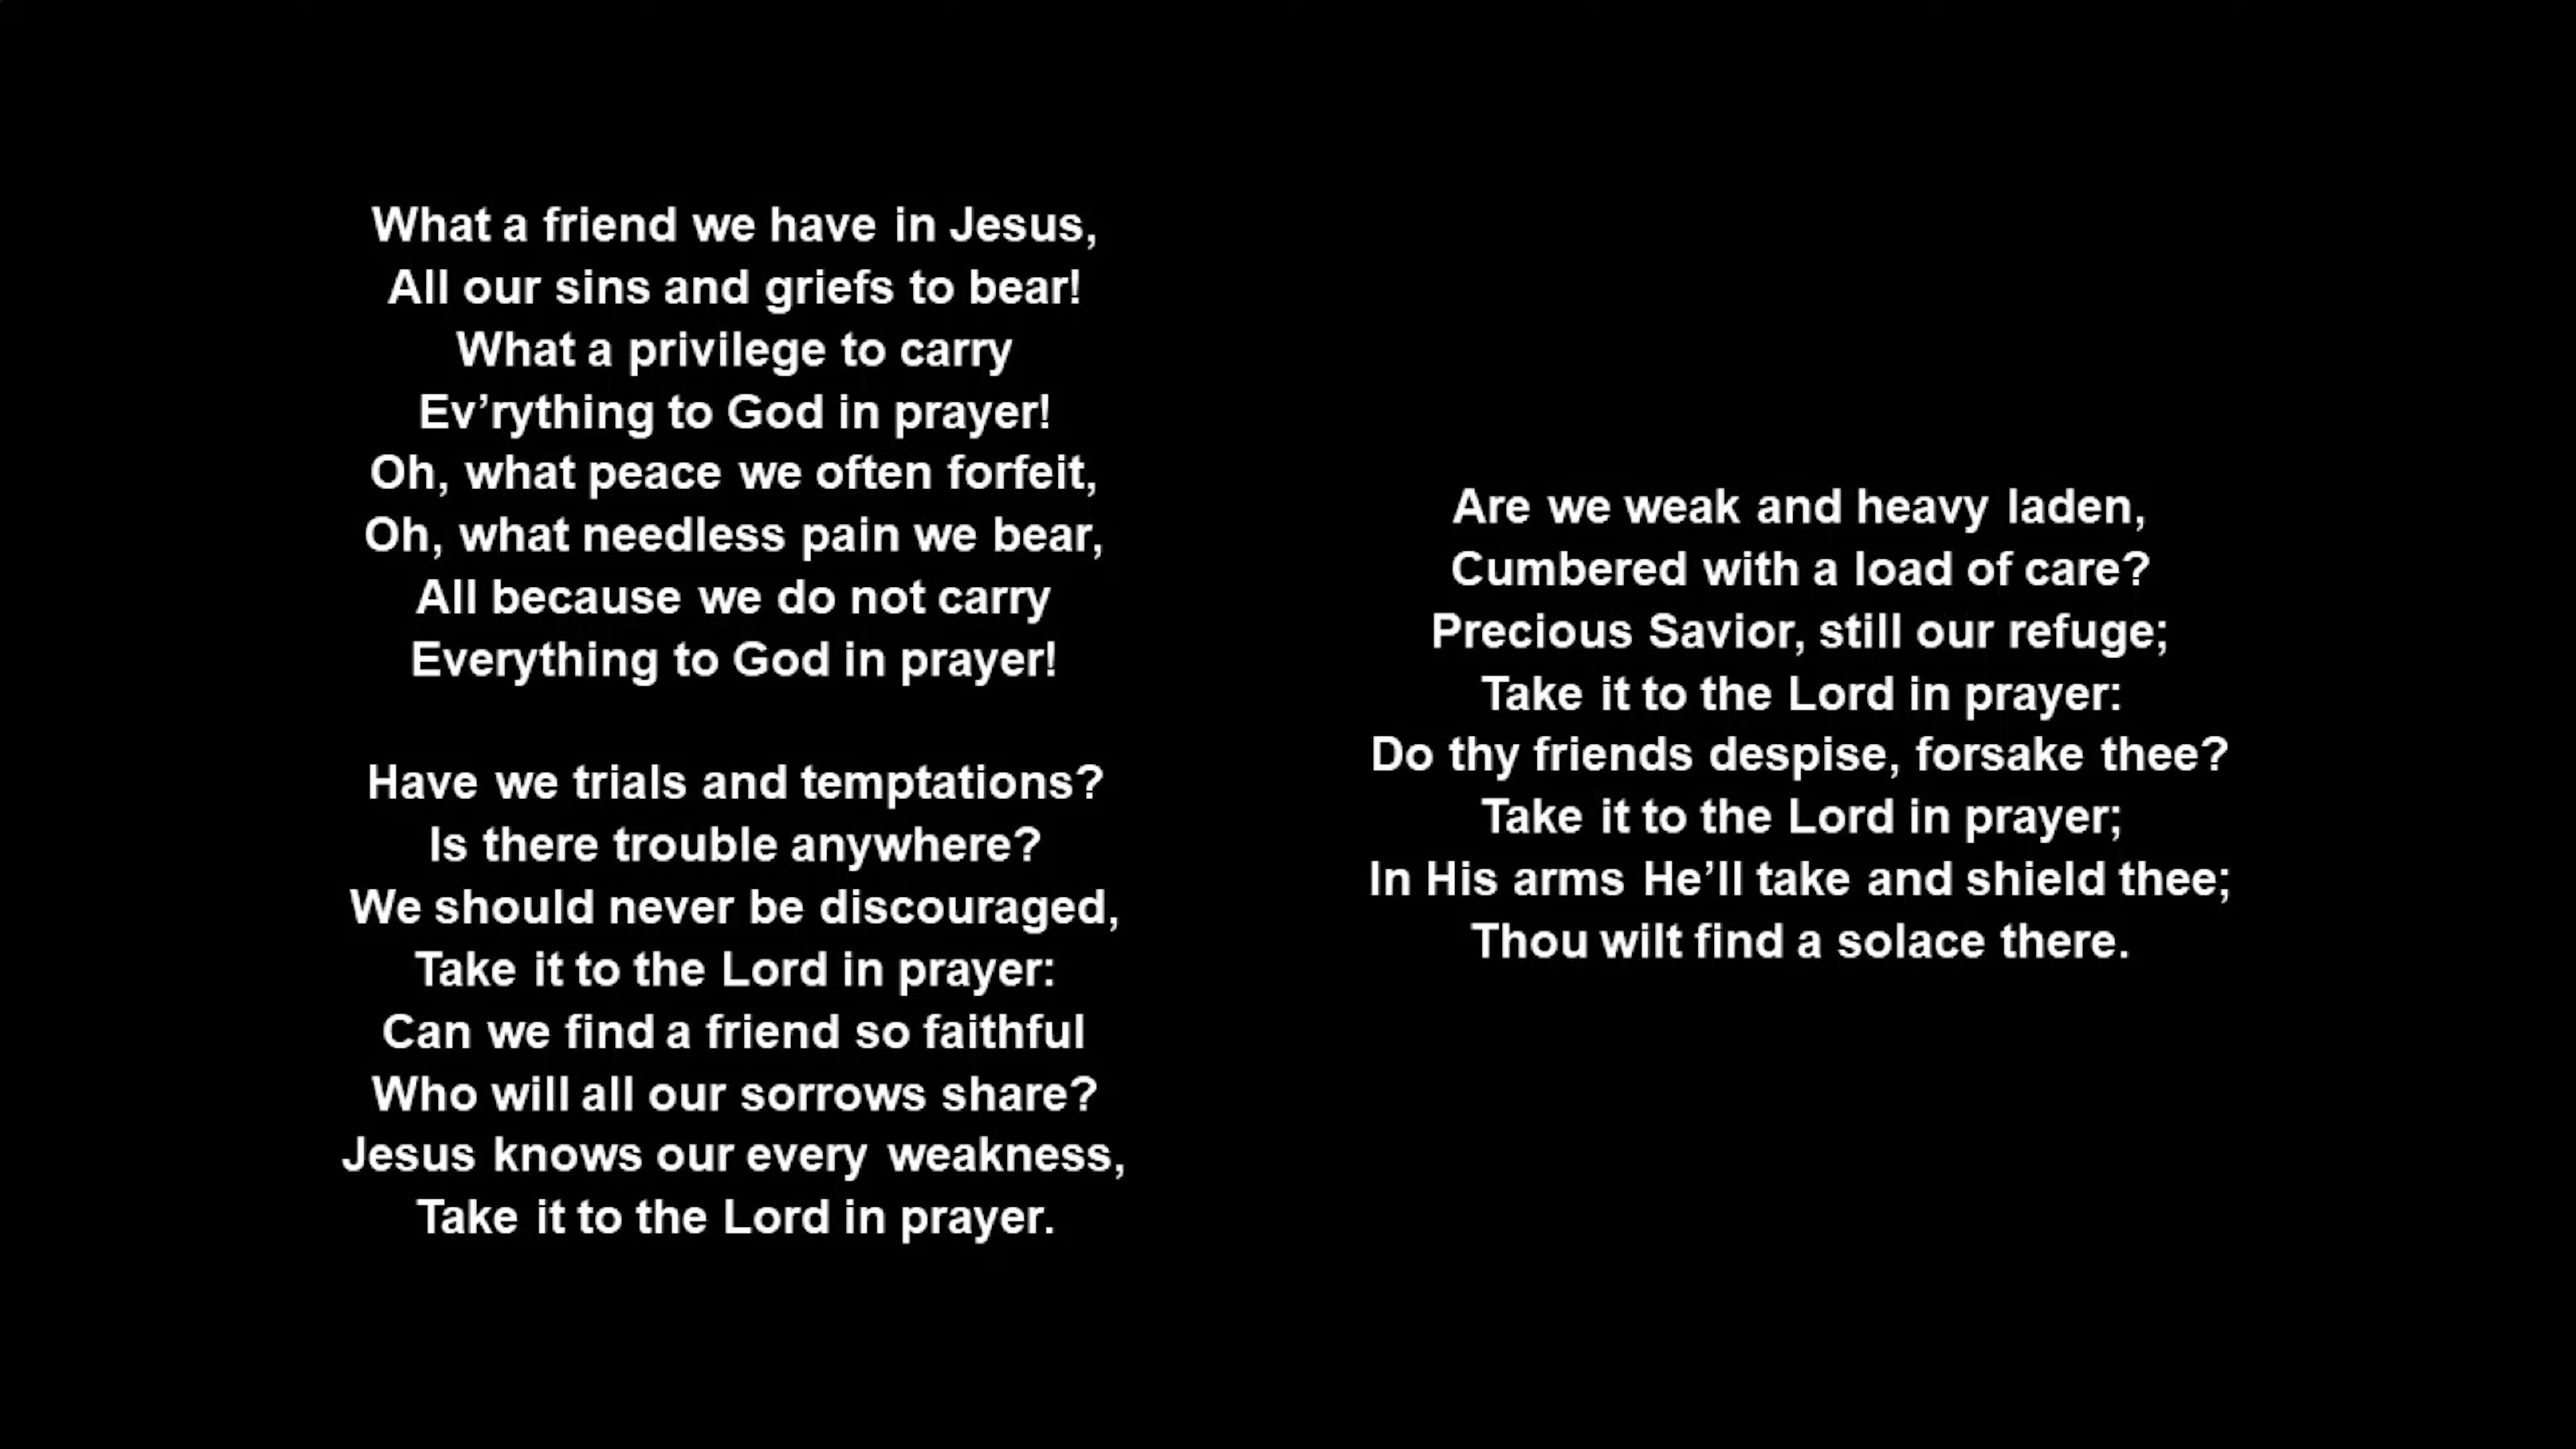 What a friend we have in Jesus,
All our sins and griefs to bear!
What a privilege to carry
Ev’rything to God in prayer!
Oh, what peace we often forfeit,
Oh, what needless pain we bear,
All because we do not carry
Everything to God in prayer!
Have we trials and temptations?
Is there trouble anywhere?
We should never be discouraged,
Take it to the Lord in prayer:
Can we find a friend so faithful
Who will all our sorrows share?
Jesus knows our every weakness,
Take it to the Lord in prayer.
Are we weak and heavy laden,
Cumbered with a load of care?
Precious Savior, still our refuge;
Take it to the Lord in prayer:
Do thy friends despise, forsake thee?
Take it to the Lord in prayer;
In His arms He’ll take and shield thee;
Thou wilt find a solace there.